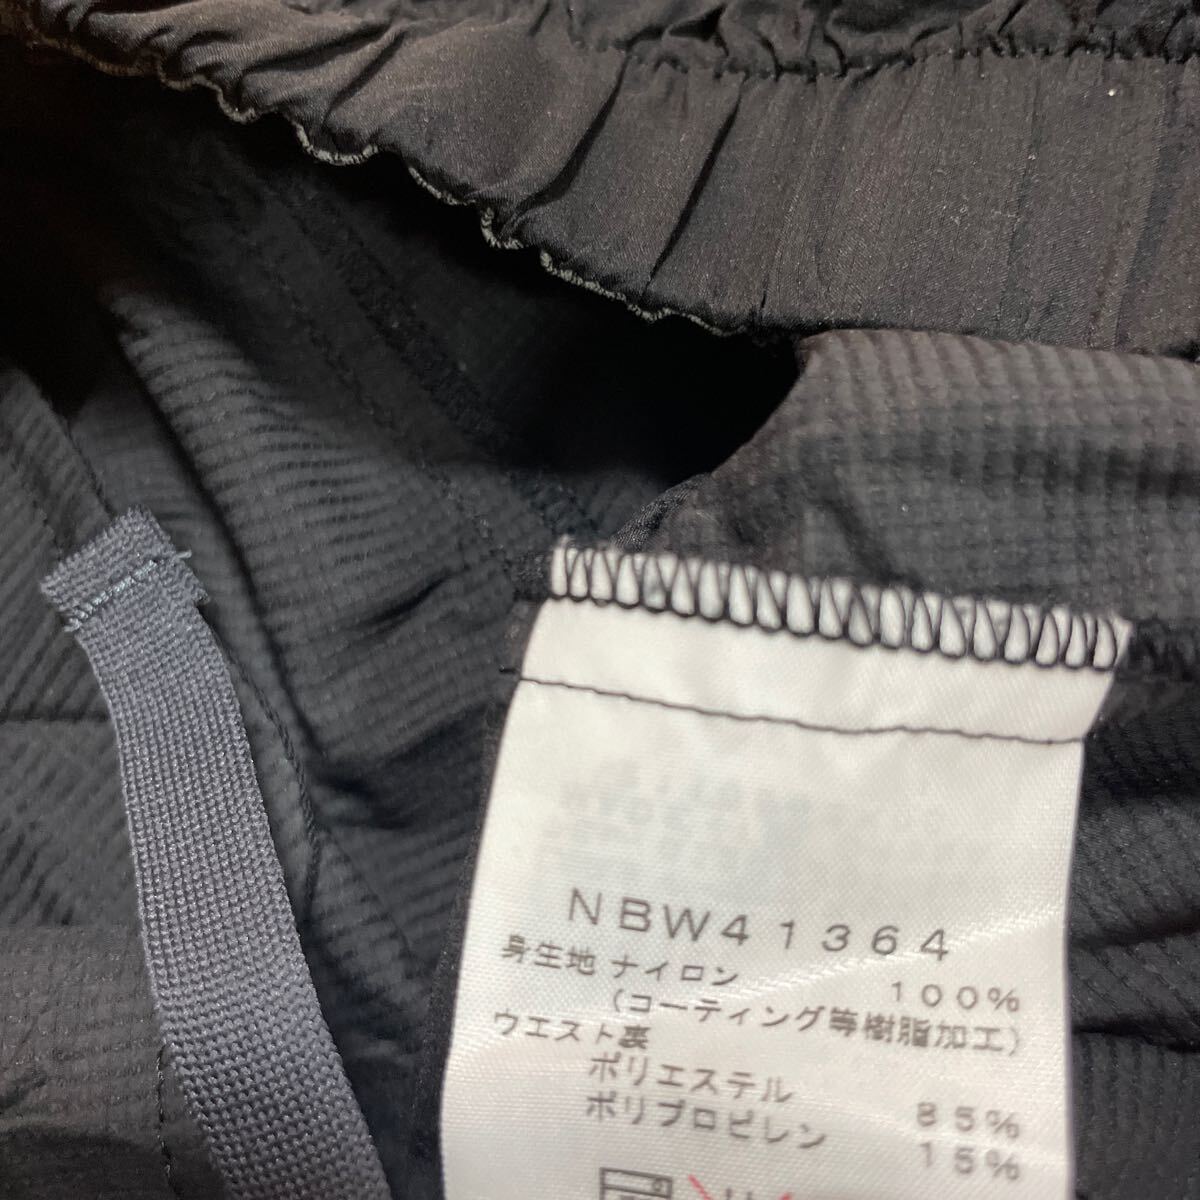 NBW41364
身生地 ナイロン 100%
(コーティング等樹脂加工)
ウエスト裏
ポリエステル 85%
ポリプロピレン 15%